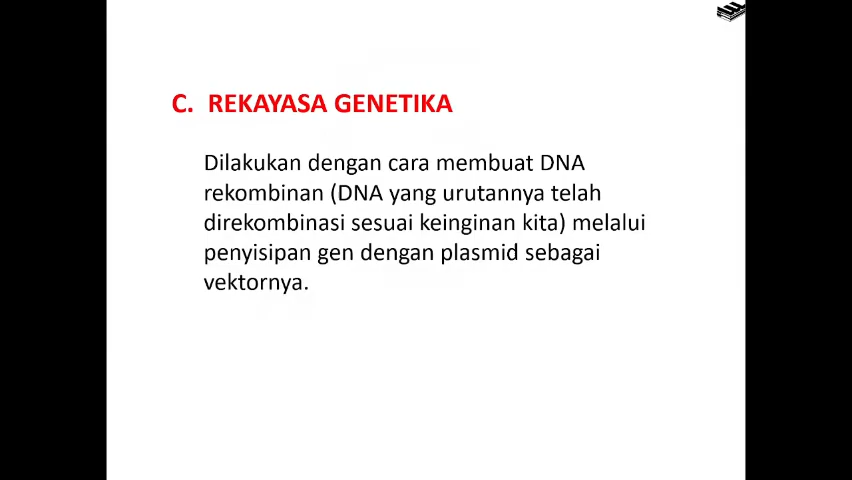 C. REKAYASA GENETIKA
Dilakukan dengan cara membuat DNA
rekombinan (DNA yang urutannya telah
direkombinasi sesuai keinginan kita) melalui
penyisipan gen dengan plasmid sebagai
vektornya.